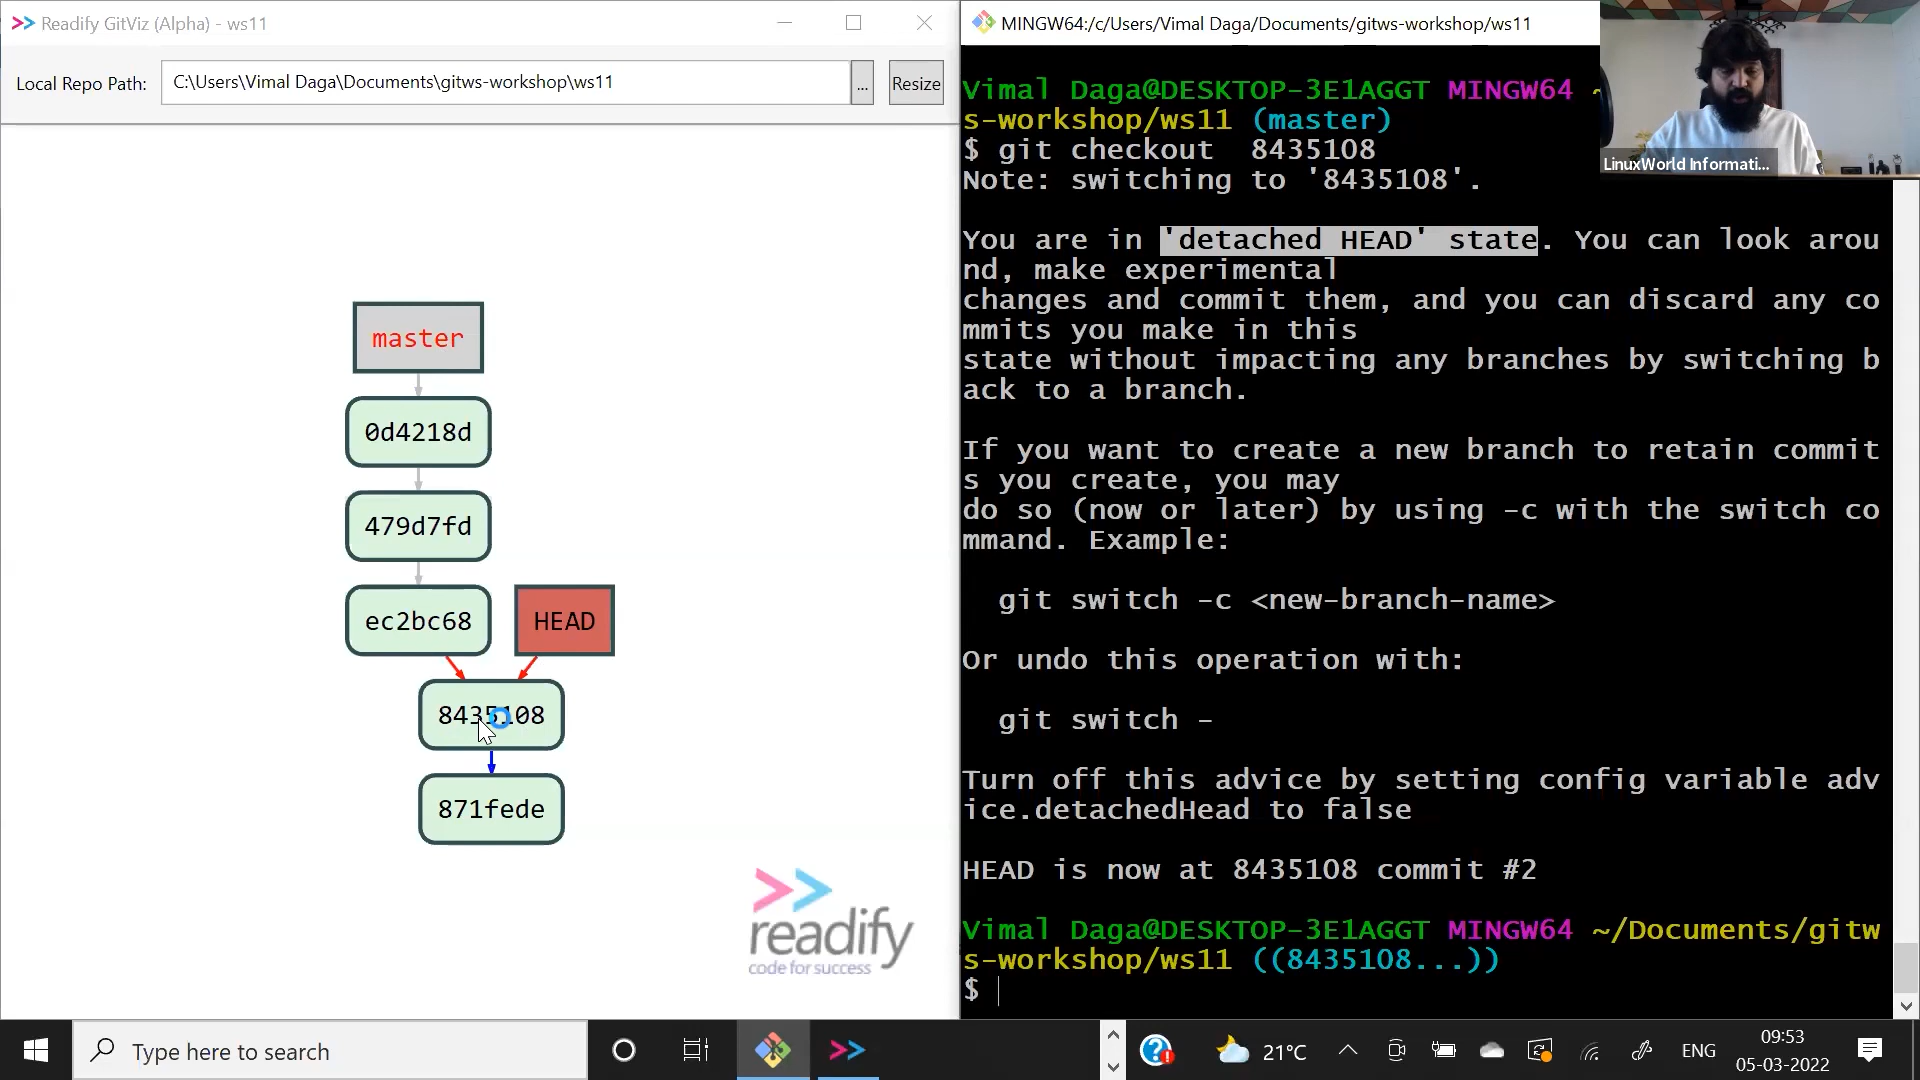 Readify GitViz (Alpha) - ws11
Local Repo Path:
C:\Users\Vimal Daga\Documents\gitws-workshop\ws11
...
Resize
master
0d4218d
479d7fd
ec2bc68
HEAD
8435108
871fede
readify
code for success
MINGW64:/c/Users/Vimal Daga/Documents/gitws-workshop/ws11
Vimal Daga@DESKTOP-3E1AGGT MINGW64 ~
s-workshop/ws11 (master)
$ git checkout  8435108
Note: switching to '8435108'.
You are in 'detached HEAD' state. You can look arou
nd, make experimental
changes and commit them, and you can discard any co
mmits you make in this
state without impacting any branches by switching b
ack to a branch.
If you want to create a new branch to retain commit
s you create, you may
do so (now or later) by using -c with the switch co
mmand. Example:
git switch -c <new-branch-name>
Or undo this operation with:
git switch -
Turn off this advice by setting config variable adv
ice.detachedHead to false
HEAD is now at 8435108 commit #2
Vimal Daga@DESKTOP-3E1AGGT MINGW64 ~/Documents/gitw
s-workshop/ws11 ((8435108...))
$
LinuxWorld Informati...
Type here to search
21°C
ENG
09:53
05-03-2022